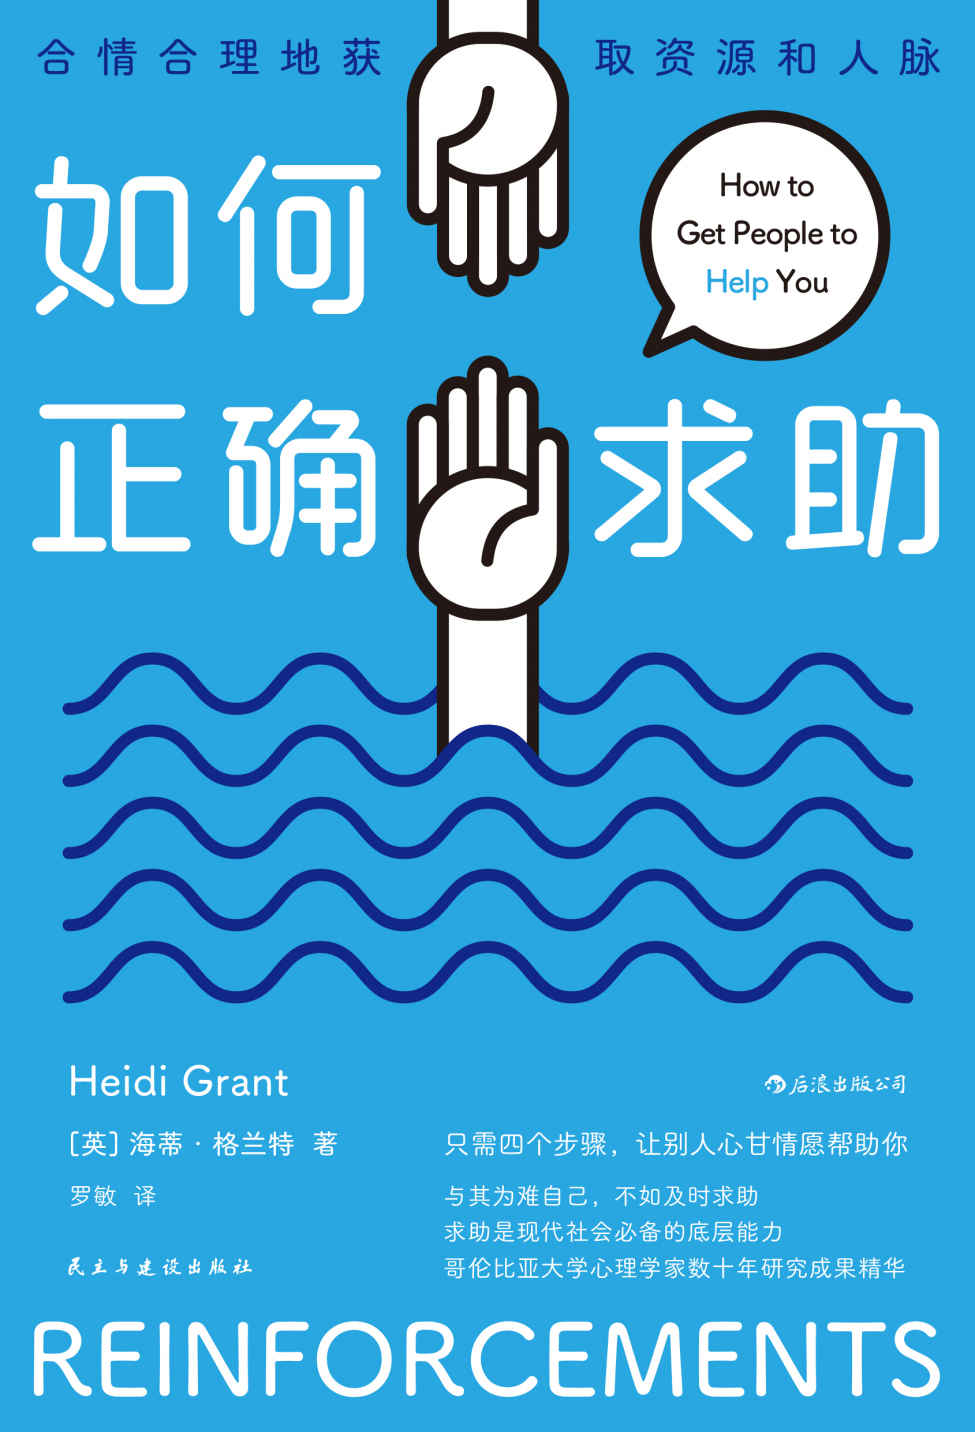 合情合理地获取资源和人脉
如何
How to
Get People to
Help You
正确求助
Heidi Grant
后浪出版公司
[英] 海蒂·格兰特 著
只需四个步骤，让别人心甘情愿帮助你
罗敏 译
与其为难自己，不如及时求助
求助是现代社会必备的底层能力
民主与建设出版社
哥伦比亚大学心理学家数十年研究成果精华
REINFORCEMENTS